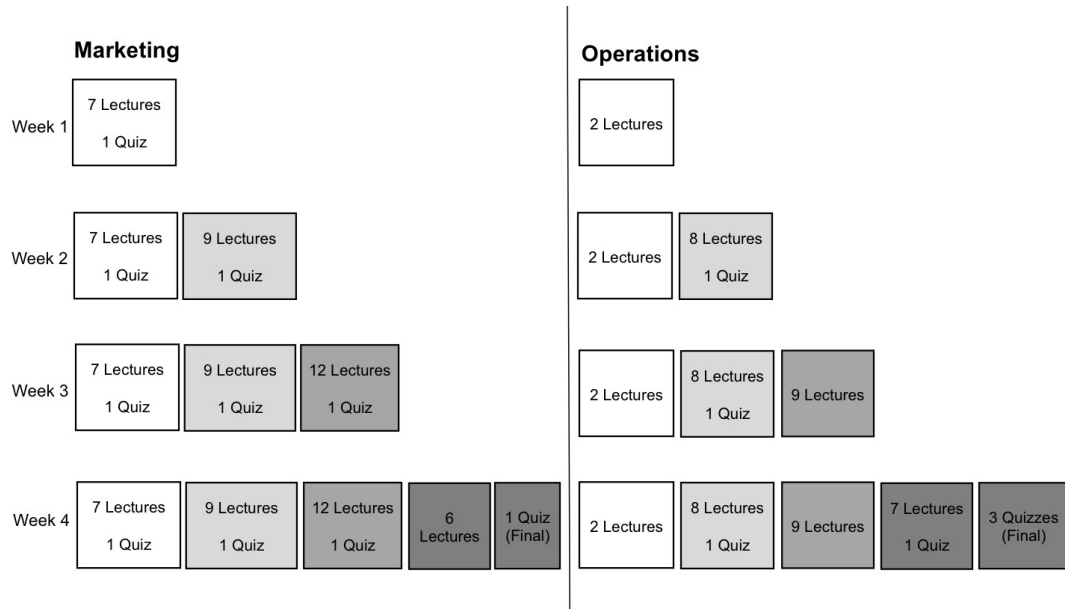 Marketing
Operations
Week 1
7 Lectures
1 Quiz
2 Lectures
Week 2
7 Lectures
1 Quiz
9 Lectures
1 Quiz
2 Lectures
8 Lectures
1 Quiz
Week 3
7 Lectures
1 Quiz
9 Lectures
1 Quiz
12 Lectures
1 Quiz
2 Lectures
8 Lectures
1 Quiz
9 Lectures
Week 4
7 Lectures
1 Quiz
9 Lectures
1 Quiz
12 Lectures
1 Quiz
6
Lectures
1 Quiz
(Final)
2 Lectures
8 Lectures
1 Quiz
9 Lectures
7 Lectures
1 Quiz
3 Quizzes
(Final)